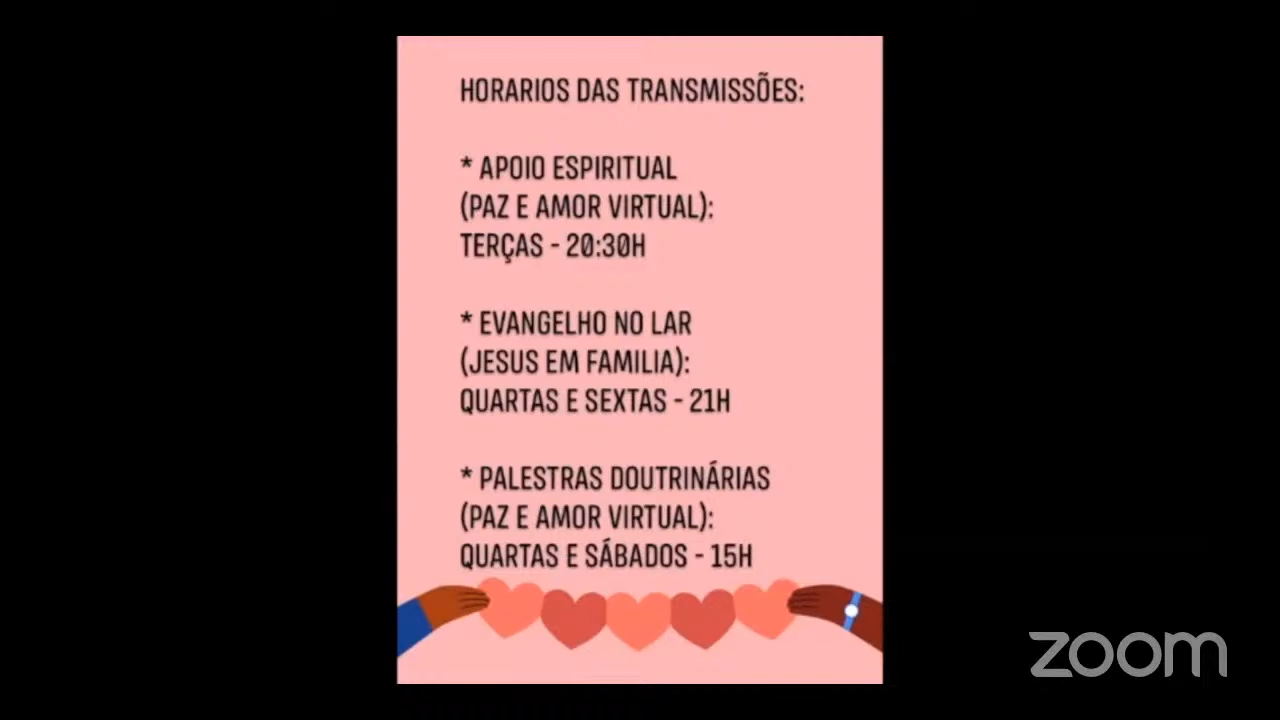 HORARIOS DAS TRANSMISSÕES:
* APOIO ESPIRITUAL
(PAZ E AMOR VIRTUAL):
TERÇAS - 20:30H
* EVANGELHO NO LAR
(JESUS EM FAMILIA):
QUARTAS E SEXTAS - 21H
* PALESTRAS DOUTRINÁRIAS
(PAZ E AMOR VIRTUAL):
QUARTAS E SÁBADOS - 15H
zoom